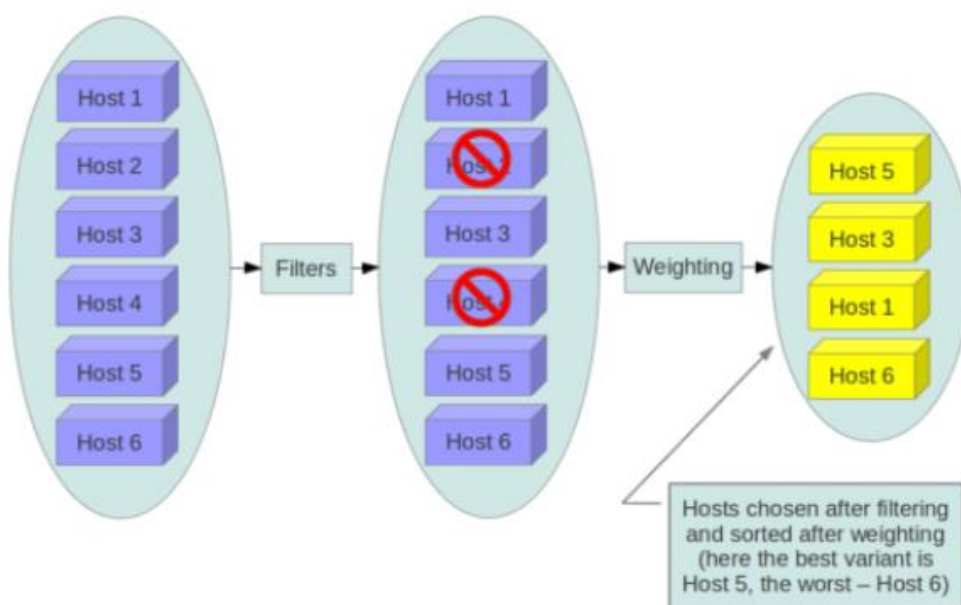 Host 1
Host 2
Host 3
Host 4
Host 5
Host 6
Filters
Host 1
Host 3
Host 5
Host 6
Weighting
Host 5
Host 3
Host 1
Host 6
Hosts chosen after filtering
and sorted after weighting
(here the best variant is
Host 5, the worst – Host 6)